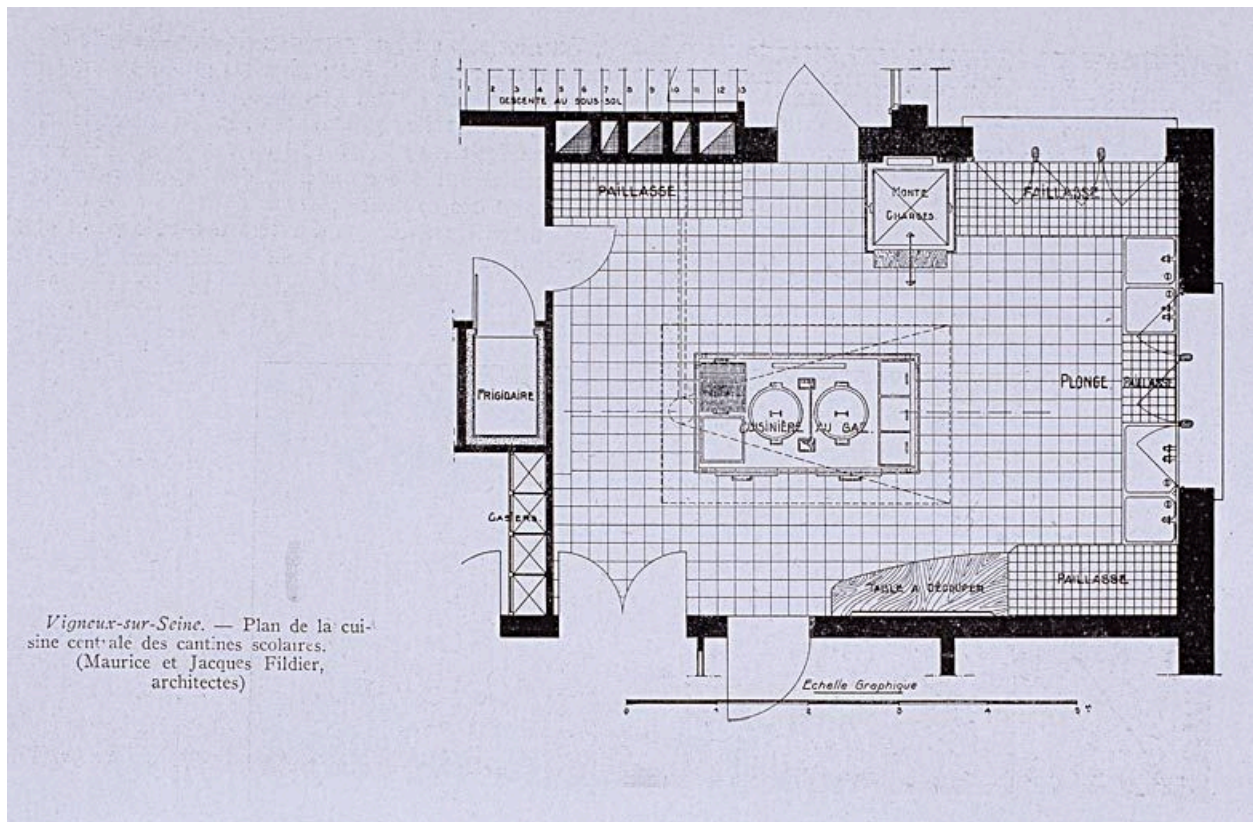 1 2 3 4 5 6 7 8 9 10 11 12 13
DESCENTE AU SOUS-SOL
PAILLASSE
MONTE
CHARGES
PAILLASSE
FRIGIDAIRE
PLONGE PAILLASSE
CUISINIÈRE AU GAZ
CASIERS
TABLE A DÉCOUPER
PAILLASSE
Vigneux-sur-Seine. — Plan de la cui-
sine centrale des cantines scolaires.
(Maurice et Jacques Fildier,
architectes)
Echelle Graphique
0 1 2 3 4 5 m